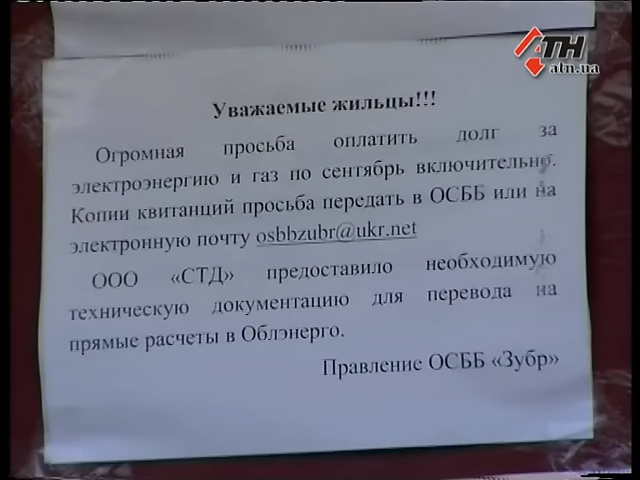 АТН
atn.ua
Уважаемые жильцы!!!
Огромная просьба оплатить долг за
электроэнергию и газ по сентябрь включительно.
Копии квитанций просьба передать в ОСББ или на
электронную почту osbbzubr@ukr.net
ООО «СТД» предоставило необходимую
техническую документацию для перевода на
прямые расчеты в Облэнерго.
Правление ОСББ «Зубр»